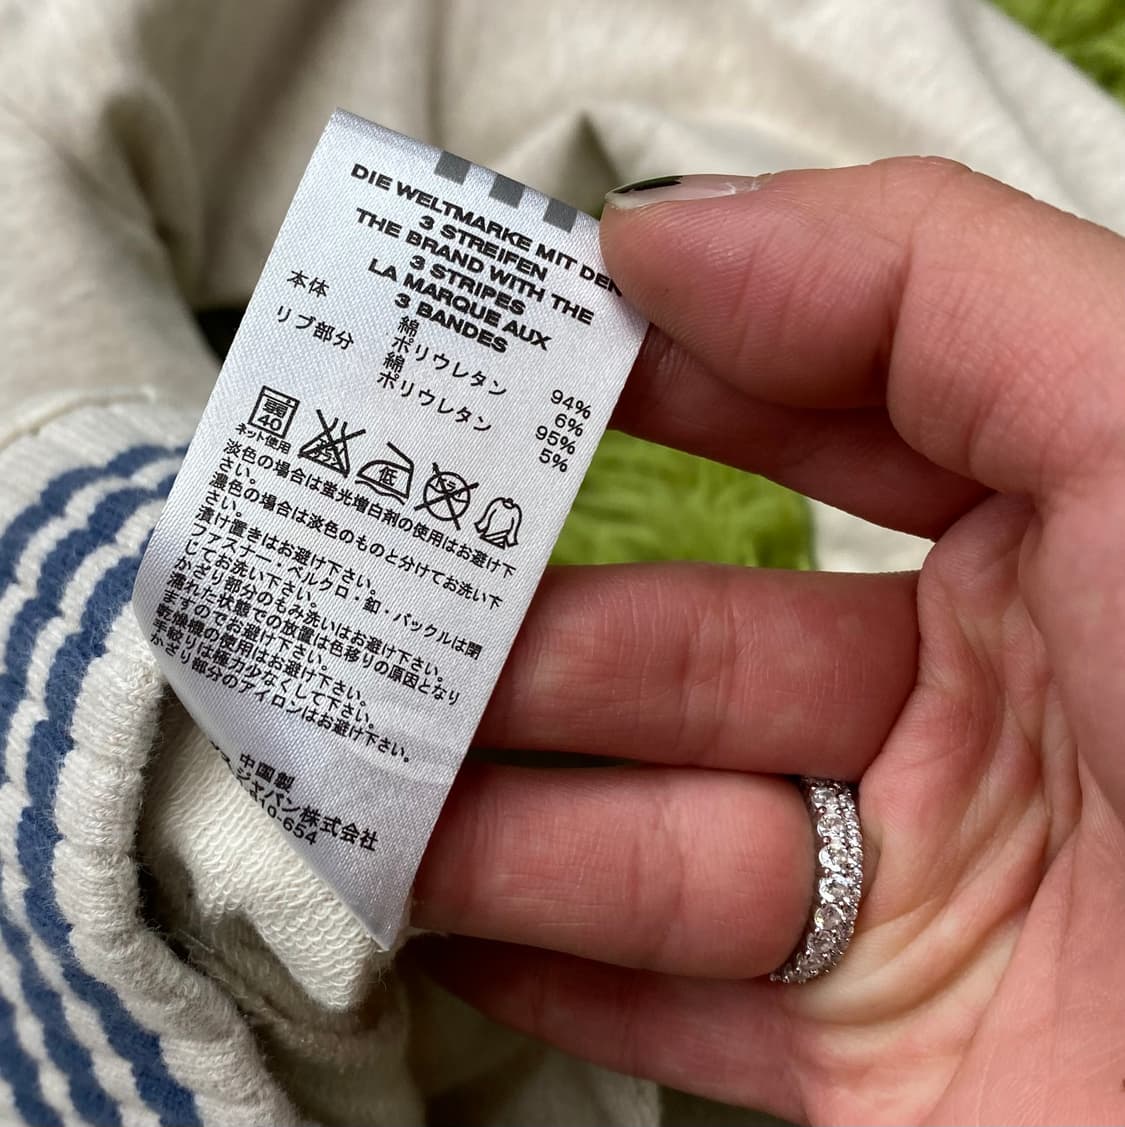 DIE WELTMARKE MIT DEN
3 STREIFEN
THE BRAND WITH THE
3 STRIPES
LA MARQUE AUX
3 BANDES
本体 綿 94%
ポリウレタン 6%
リブ部分 綿 95%
ポリウレタン 5%
弱
40
ネット使用
低
淡色の場合は蛍光増白剤の使用はお避け下
さい。
濃色の場合は淡色のものと分けてお洗い下
さい。
漬け置きはお避け下さい。
ファスナー・ベルクロ・釦・バックルは閉
じてお洗い下さい。
かざり部分のもみ洗いはお避け下さい。
濡れた状態での放置は色移りの原因となり
ますのでお避け下さい。
乾燥機の使用はお避け下さい。
手絞りは極力少なくして下さい。
かざり部分のアイロンはお避け下さい。
中国製
ジャパン株式会社
810-654